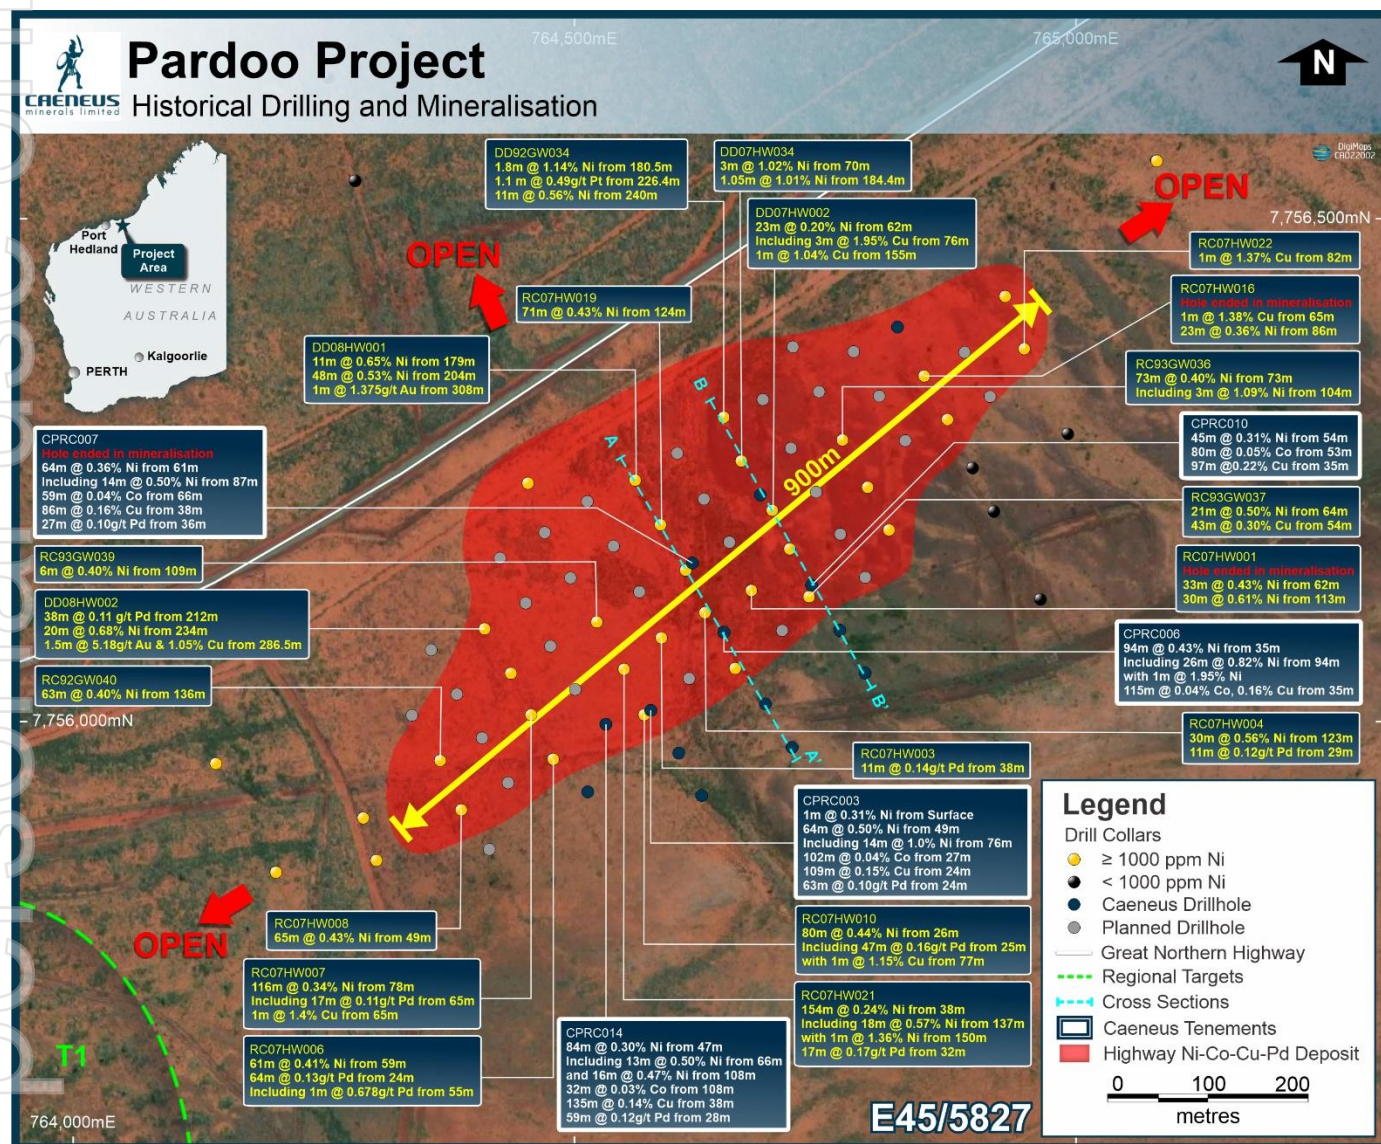 764,500mE
765,000mE
CAENEUS
minerals limited
Pardoo Project
Historical Drilling and Mineralisation
N
DigiMaps
CAD22002
Port
Hedland
Project
Area
WESTERN
AUSTRALIA
Kalgoorlie
PERTH
DD92GW034
1.8m @ 1.14% Ni from 180.5m
1.1 m @ 0.49g/t Pt from 226.4m
11m @ 0.56% Ni from 240m
DD07HW034
3m @ 1.02% Ni from 70m
1.05m @ 1.01% Ni from 184.4m
DD07HW002
23m @ 0.20% Ni from 62m
Including 3m @ 1.95% Cu from 76m
1m @ 1.04% Cu from 155m
OPEN
OPEN
7,756,500mN
RC07HW022
1m @ 1.37% Cu from 82m
RC07HW016
Hole ended in mineralisation
1m @ 1.38% Cu from 65m
23m @ 0.36% Ni from 86m
RC07HW019
71m @ 0.43% Ni from 124m
DD08HW001
11m @ 0.65% Ni from 179m
48m @ 0.53% Ni from 204m
1m @ 1.375g/t Au from 308m
RC93GW036
73m @ 0.40% Ni from 73m
Including 3m @ 1.09% Ni from 104m
CPRC007
Hole ended in mineralisation
64m @ 0.36% Ni from 61m
Including 14m @ 0.50% Ni from 87m
59m @ 0.04% Co from 66m
86m @ 0.16% Cu from 38m
27m @ 0.10g/t Pd from 36m
CPRC010
45m @ 0.31% Ni from 54m
80m @ 0.05% Co from 53m
97m @0.22% Cu from 35m
A
B
900m
RC93GW037
21m @ 0.50% Ni from 64m
43m @ 0.30% Cu from 54m
RC93GW039
6m @ 0.40% Ni from 109m
RC07HW001
Hole ended in mineralisation
33m @ 0.43% Ni from 62m
30m @ 0.61% Ni from 113m
DD08HW002
38m @ 0.11 g/t Pd from 212m
20m @ 0.68% Ni from 234m
1.5m @ 5.18g/t Au & 1.05% Cu from 286.5m
CPRC006
94m @ 0.43% Ni from 35m
Including 26m @ 0.82% Ni from 94m
with 1m @ 1.95% Ni
115m @ 0.04% Co, 0.16% Cu from 35m
RC92GW040
63m @ 0.40% Ni from 136m
B'
7,756,000mN
RC07HW004
30m @ 0.56% Ni from 123m
11m @ 0.12g/t Pd from 29m
A'
RC07HW003
11m @ 0.14g/t Pd from 38m
CPRC003
1m @ 0.31% Ni from Surface
64m @ 0.50% Ni from 49m
Including 14m @ 1.0% Ni from 76m
102m @ 0.04% Co from 27m
109m @ 0.15% Cu from 24m
63m @ 0.10g/t Pd from 24m
RC07HW008
65m @ 0.43% Ni from 49m
OPEN
RC07HW010
80m @ 0.44% Ni from 26m
Including 47m @ 0.16g/t Pd from 25m
with 1m @ 1.15% Cu from 77m
RC07HW007
116m @ 0.34% Ni from 78m
Including 17m @ 0.11g/t Pd from 65m
1m @ 1.4% Cu from 65m
RC07HW021
154m @ 0.24% Ni from 38m
Including 18m @ 0.57% Ni from 137m
with 1m @ 1.36% Ni from 150m
17m @ 0.17g/t Pd from 32m
CPRC014
84m @ 0.30% Ni from 47m
Including 13m @ 0.50% Ni from 66m
and 16m @ 0.47% Ni from 108m
32m @ 0.03% Co from 108m
135m @ 0.14% Cu from 38m
59m @ 0.12g/t Pd from 28m
T1
RC07HW006
61m @ 0.41% Ni from 59m
64m @ 0.13g/t Pd from 24m
Including 1m @ 0.678g/t Pd from 55m
764,000mE
E45/5827
Legend
Drill Collars
≥ 1000 ppm Ni
< 1000 ppm Ni
Caeneus Drillhole
Planned Drillhole
Great Northern Highway
Regional Targets
Cross Sections
Caeneus Tenements
Highway Ni-Co-Cu-Pd Deposit
0 100 200
metres